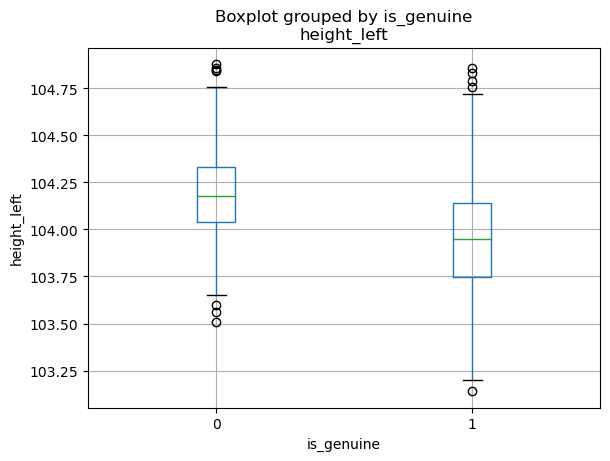 Boxplot grouped by is_genuine
height_left
104.75
104.50
104.25
104.00
103.75
103.50
103.25
height_left
0
1
is_genuine